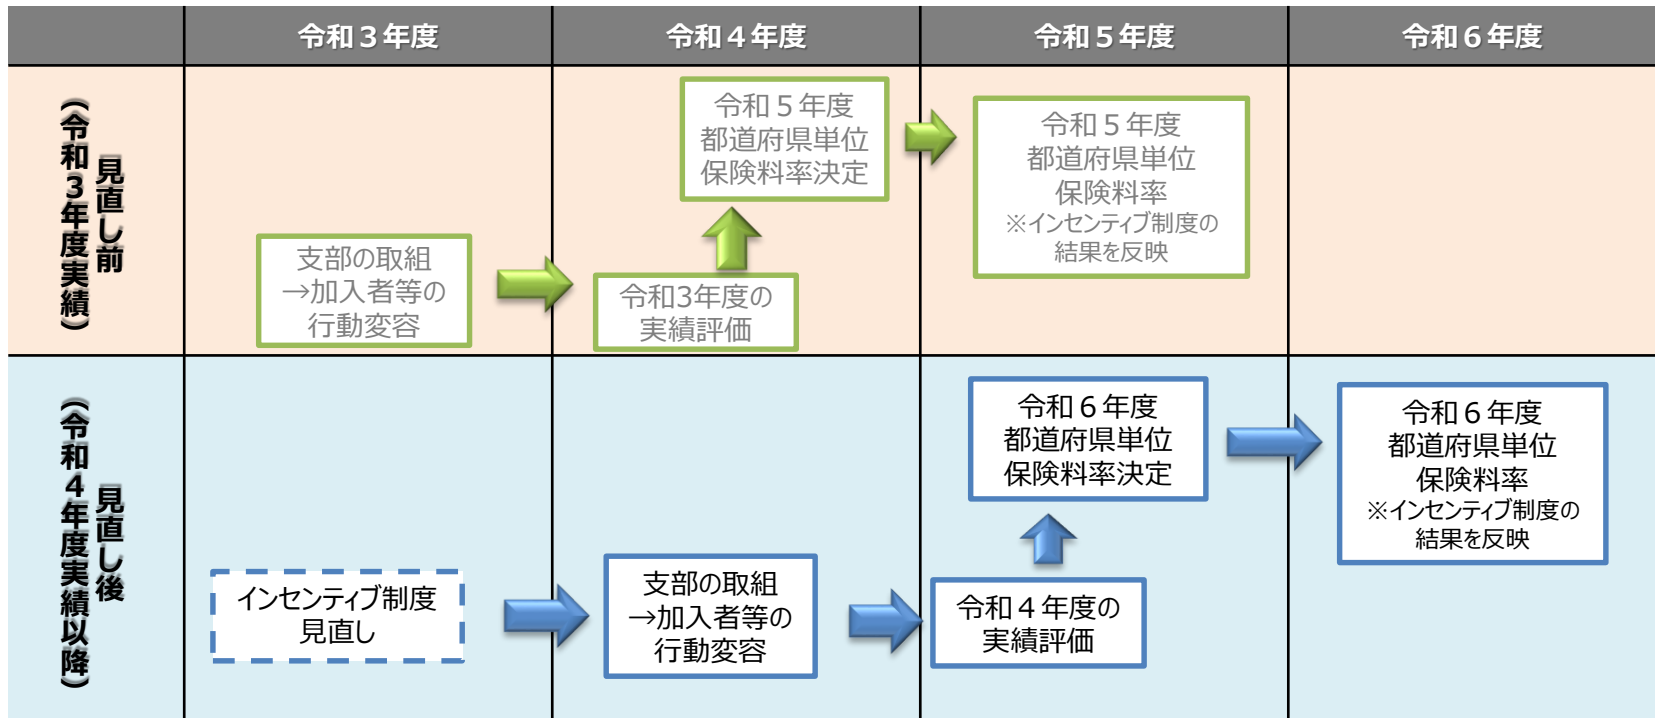 令和３年度
令和４年度
令和５年度
令和６年度
見直し前
（令和３年度実績）
支部の取組
→加入者等の
行動変容
令和3年度の
実績評価
令和５年度
都道府県単位
保険料率決定
令和５年度
都道府県単位
保険料率
※インセンティブ制度の
結果を反映
見直し後
（令和４年度実績以降）
インセンティブ制度
見直し
支部の取組
→加入者等の
行動変容
令和４年度の
実績評価
令和６年度
都道府県単位
保険料率決定
令和６年度
都道府県単位
保険料率
※インセンティブ制度の
結果を反映